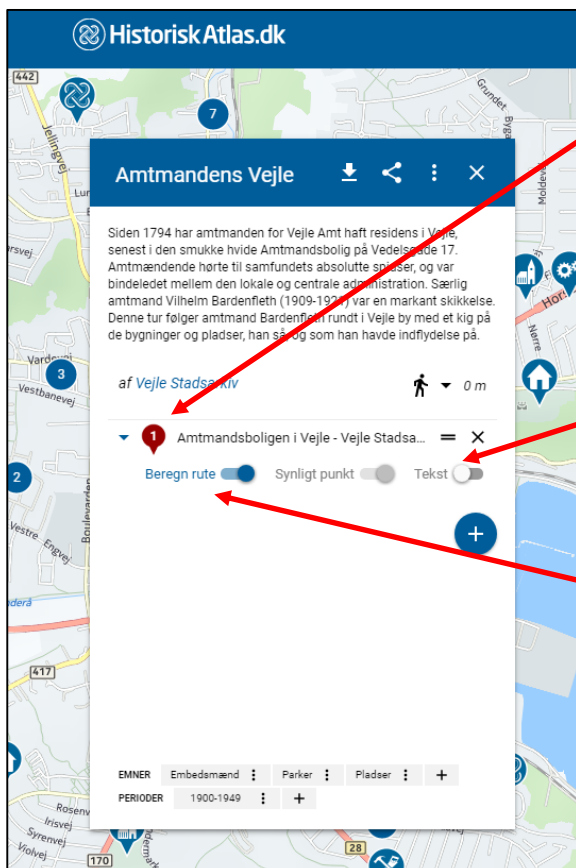 HistoriskAtlas.dk
442
7
Grundet
Jellingvej
Moldevej
Amtmandens Vejle
Siden 1794 har amtmanden for Vejle Amt haft residens i Vejle,
senest i den smukke hvide Amtmandsbolig på Vedelsgade 17.
Amtmændende hørte til samfundets absolutte spidser, og var
bindeledet mellem den lokale og centrale administration. Særlig
amtmand Vilhelm Bardenfleth (1909-1921) var en markant skikkelse.
Denne tur følger amtmand Bardenfleth rundt i Vejle by med et kig på
de bygninger og pladser, han så, og som han havde indflydelse på.
Nørre
Vardevej
3
Vestbanevej
af Vejle Stadsarkiv
0 m
1
Amtmandsboligen i Vejle - Vejle Stadsa...
Beregn rute
Synligt punkt
Tekst
2
Boulevarden
Vestre Engvej
+
417
EMNER Embedsmænd Parker Pladser +
PERIODER 1900-1949 +
Irisvej
Syrenvej
Violvej
170
28